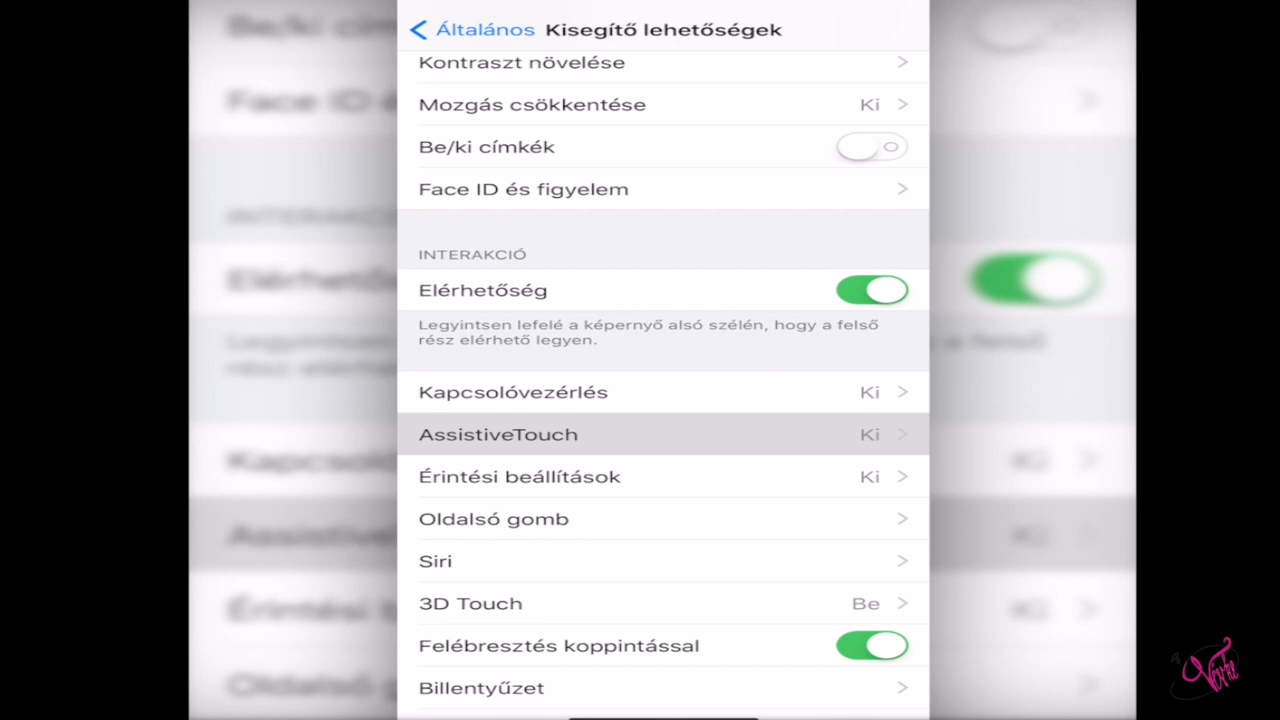 Általános Kisegítő lehetőségek
Kontraszt növelése
Mozgás csökkentése Ki
Be/ki címkék
Face ID és figyelem
INTERAKCIÓ
Elérhetőség
Legyintsen lefelé a képernyő alsó szélén, hogy a felső
rész elérhető legyen.
Kapcsolóvezérlés Ki
AssistiveTouch Ki
Érintési beállítások Ki
Oldalsó gomb
Siri
3D Touch Be
Felébresztés koppintással
Billentyűzet